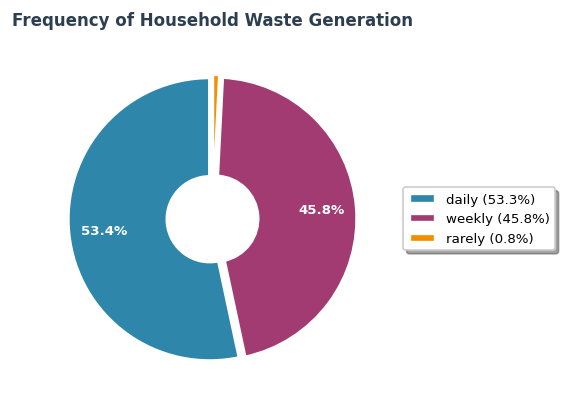 Frequency of Household Waste Generation
53.4%
45.8%
daily (53.3%)
weekly (45.8%)
rarely (0.8%)